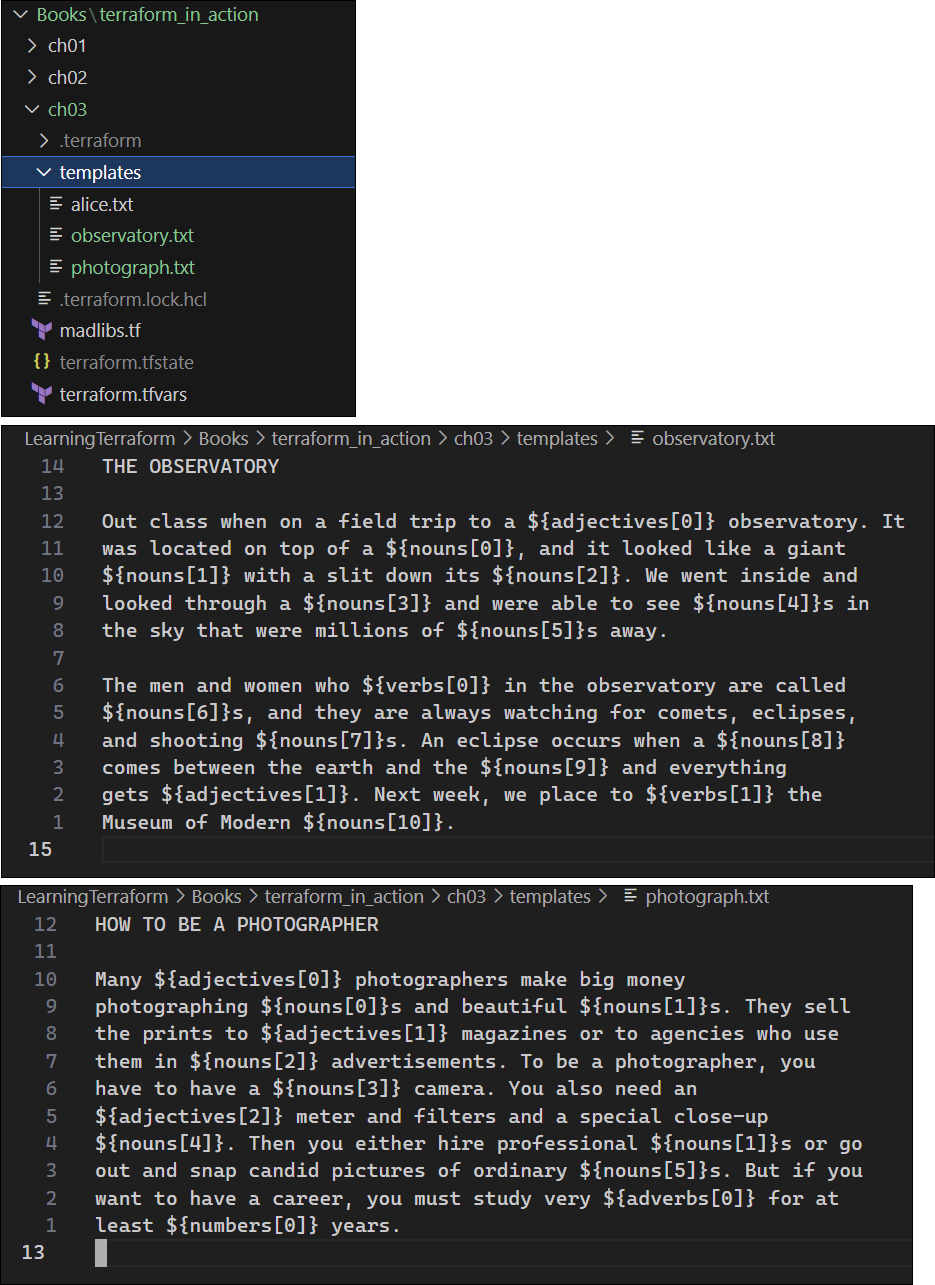 Books\terraform_in_action
ch01
ch02
ch03
.terraform
templates
alice.txt
observatory.txt
photograph.txt
.terraform.lock.hcl
madlibs.tf
{} terraform.tfstate
terraform.tfvars
LearningTerraform > Books > terraform_in_action > ch03 > templates > observatory.txt
14 THE OBSERVATORY
13
12 Out class when on a field trip to a ${adjectives[0]} observatory. It
11 was located on top of a ${nouns[0]}, and it looked like a giant
10 ${nouns[1]} with a slit down its ${nouns[2]}. We went inside and
9 looked through a ${nouns[3]} and were able to see ${nouns[4]}s in
8 the sky that were millions of ${nouns[5]}s away.
7
6 The men and women who ${verbs[0]} in the observatory are called
5 ${nouns[6]}s, and they are always watching for comets, eclipses,
4 and shooting ${nouns[7]}s. An eclipse occurs when a ${nouns[8]}
3 comes between the earth and the ${nouns[9]} and everything
2 gets ${adjectives[1]}. Next week, we place to ${verbs[1]} the
1 Museum of Modern ${nouns[10]}.
15
LearningTerraform > Books > terraform_in_action > ch03 > templates > photograph.txt
12 HOW TO BE A PHOTOGRAPHER
11
10 Many ${adjectives[0]} photographers make big money
9 photographing ${nouns[0]}s and beautiful ${nouns[1]}s. They sell
8 the prints to ${adjectives[1]} magazines or to agencies who use
7 them in ${nouns[2]} advertisements. To be a photographer, you
6 have to have a ${nouns[3]} camera. You also need an
5 ${adjectives[2]} meter and filters and a special close-up
4 ${nouns[4]}. Then you either hire professional ${nouns[1]}s or go
3 out and snap candid pictures of ordinary ${nouns[5]}s. But if you
2 want to have a career, you must study very ${adverbs[0]} for at
1 least ${numbers[0]} years.
13